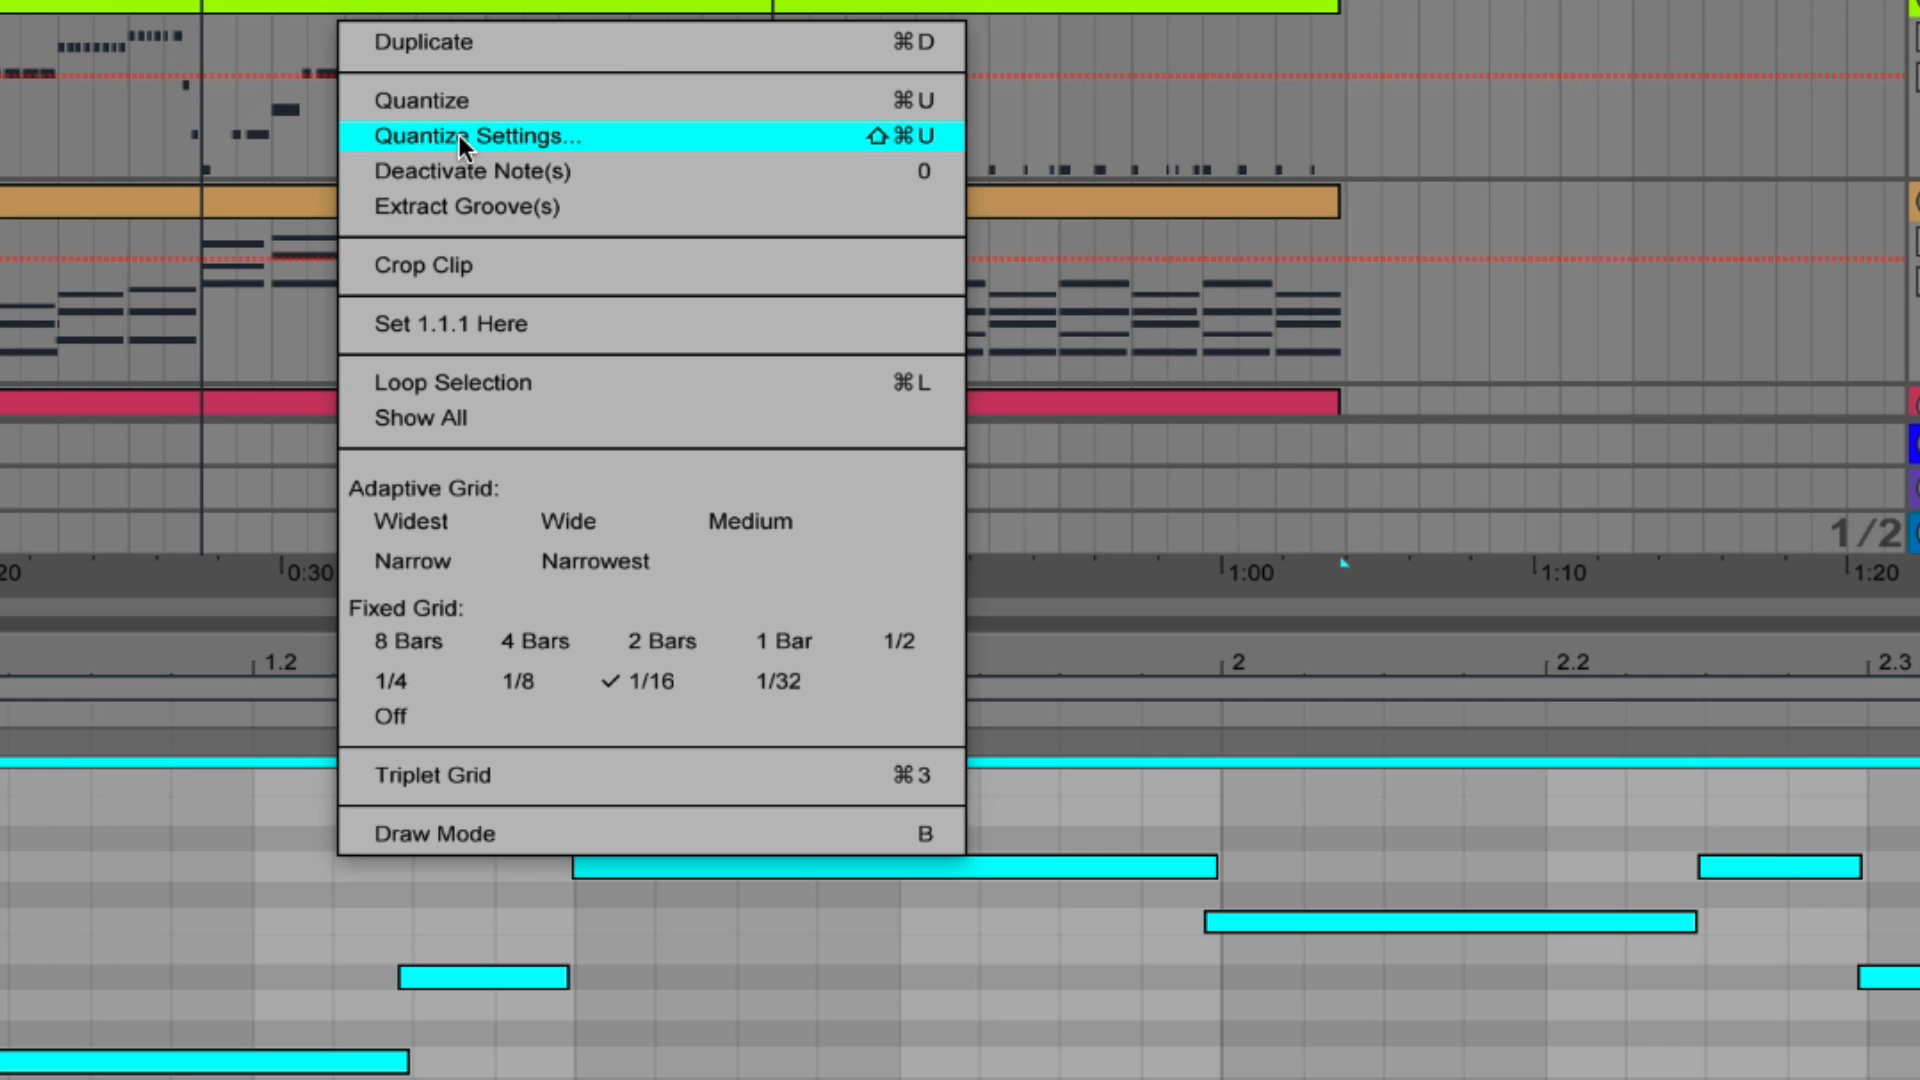 Duplicate ⌘ D
Quantize ⌘ U
Quantize Settings... ⇧ ⌘ U
Deactivate Note(s) 0
Extract Groove(s)
Crop Clip
Set 1.1.1 Here
Loop Selection ⌘ L
Show All
Adaptive Grid:
Widest Wide Medium
Narrow Narrowest
1/2
20 0:30 1:00 1:10 1:20
Fixed Grid:
8 Bars 4 Bars 2 Bars 1 Bar 1/2
1.2 2 2.2 2.3
1/4 1/8 ✓ 1/16 1/32
Off
Triplet Grid ⌘ 3
Draw Mode B